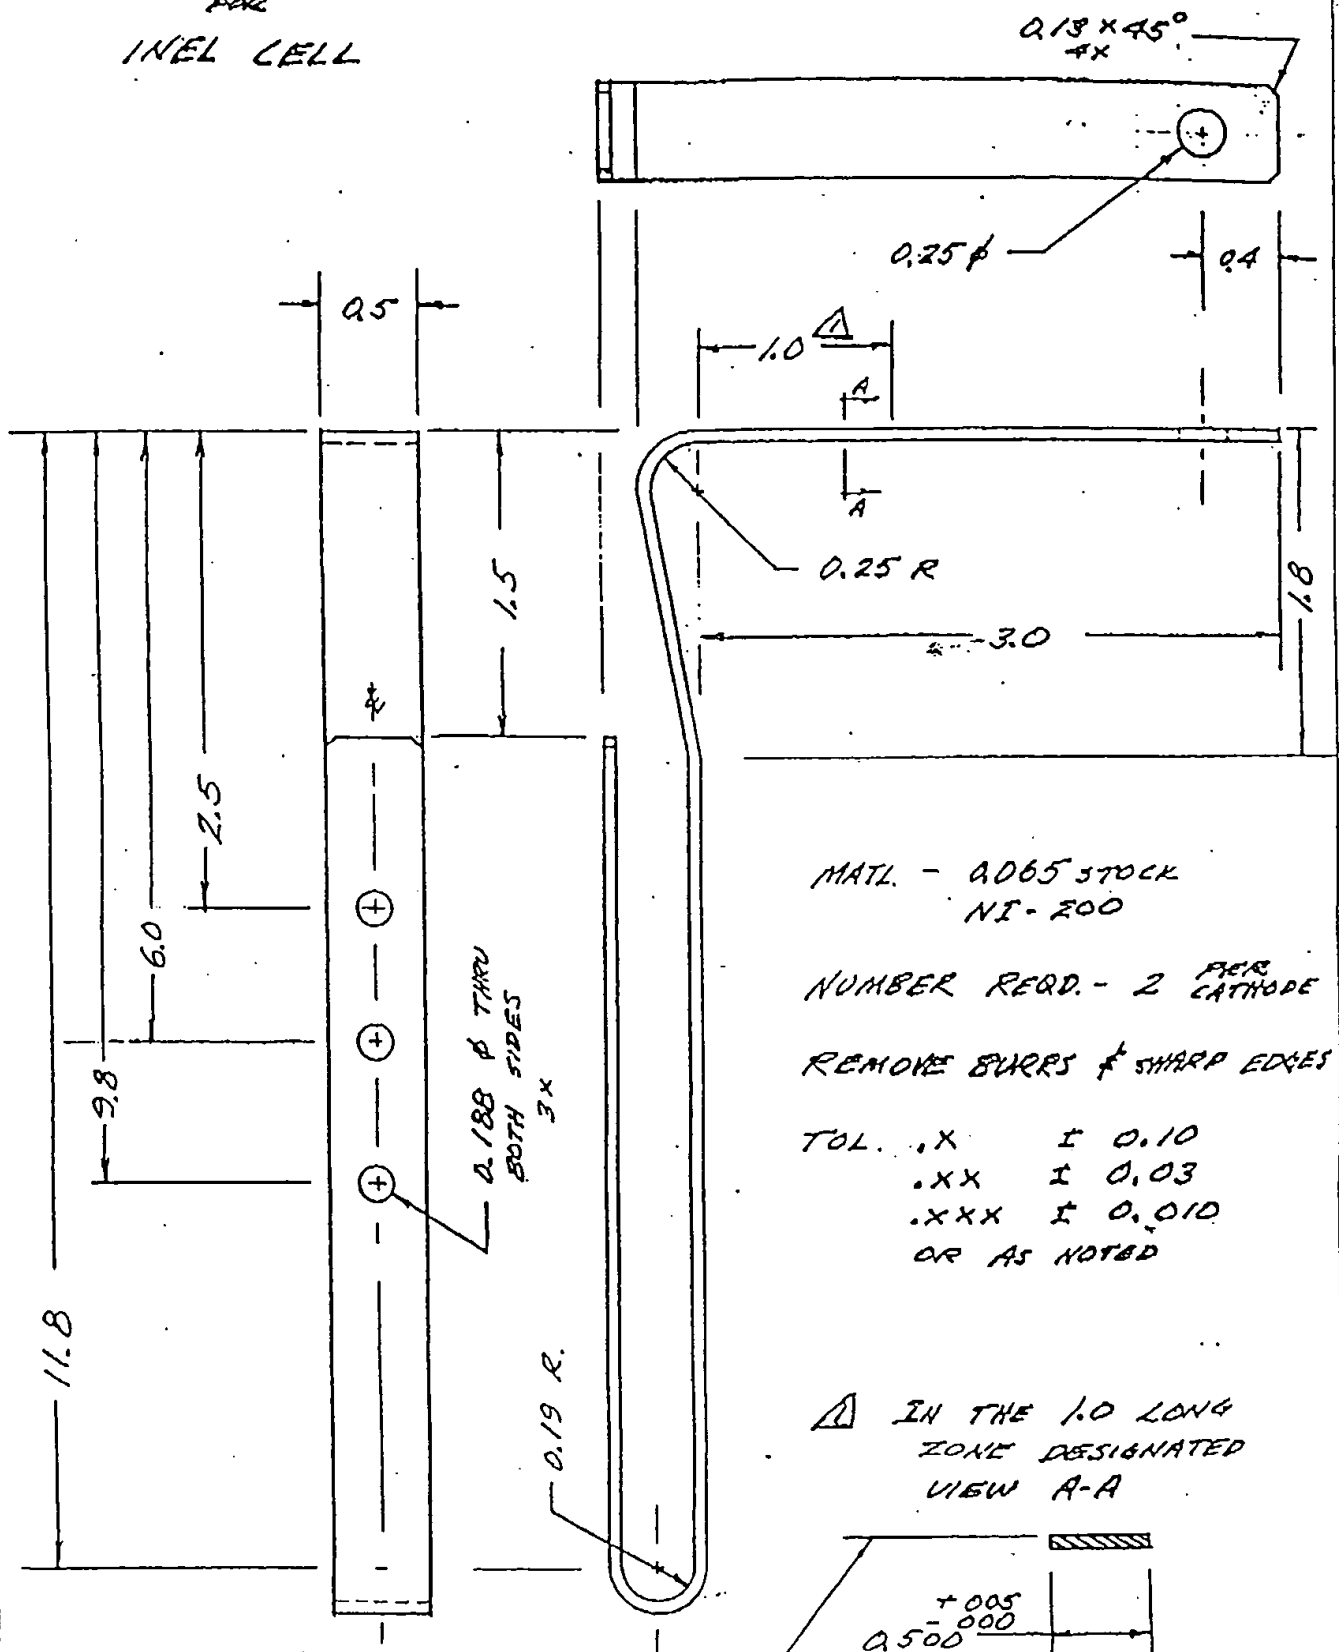 FOR
INEL CELL
0.13 × 45°
4X
0.25 ϕ
0.4
0.5
1.0 △1
A
A
0.25 R
1.5
1.8
3.0
2.5
6.0
9.8
11.8
0.188 ϕ THRU
BOTH SIDES
3X
0.19 R.
MATL. - 0.065 STOCK
NI-200
NUMBER REQD. - 2 PER CATHODE
REMOVE BURRS & SHARP EDGES
TOL. .X ± 0.10
.XX ± 0.03
.XXX ± 0.010
OR AS NOTED
△1 IN THE 1.0 LONG
ZONE DESIGNATED
VIEW A-A
+005
-000
0.500